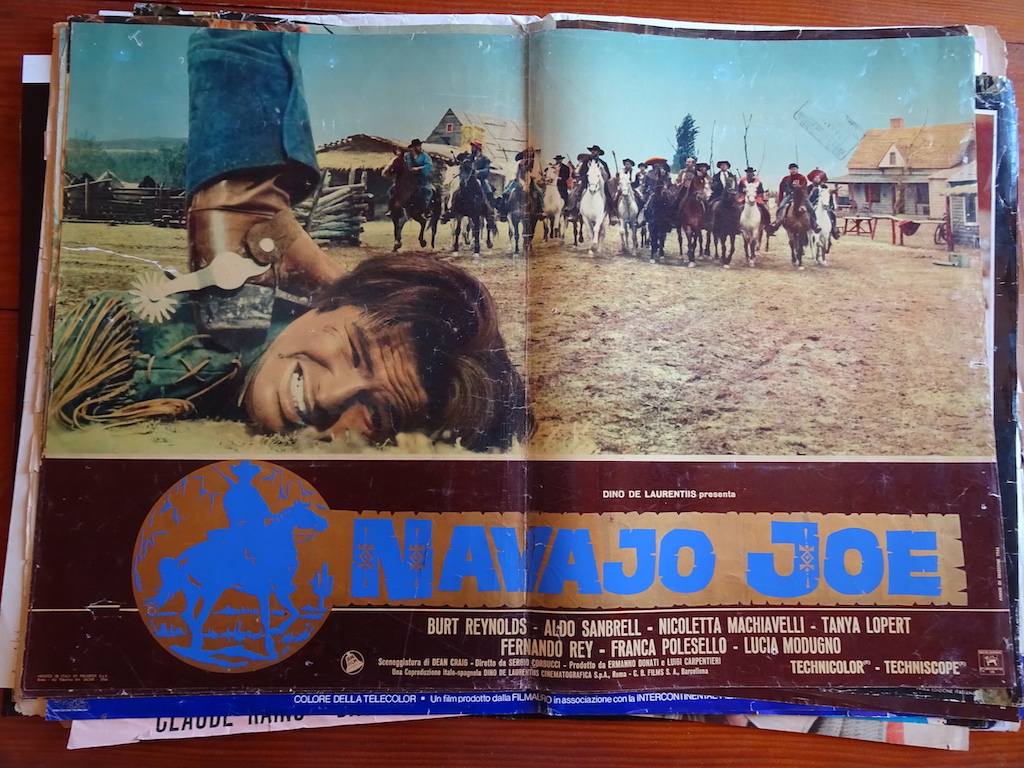 DINO DE LAURENTIIS presenta
NAVAJO JOE
BURT REYNOLDS - ALDO SANBRELL - NICOLETTA MACHIAVELLI - TANYA LOPERT
FERNANDO REY - FRANCA POLESELLO - LUCIA MODUGNO
Sceneggiatura di DEAN CRAIG - Diretto da SERGIO CORBUCCI - Prodotto da ERMANNO DONATI e LUIGI CARPENTIERI
Una Coproduzione italo-spagnola DINO DE LAURENTIIS CINEMATOGRAFICA S.p.A., Roma - C. B. FILMS S. A., Barcellona
TECHNICOLOR - TECHNISCOPE
COLORE DELLA TELECOLOR • Un film prodotto dalla FILMAURO in associazione con la INTERCONTINENTAL
CLAUDE RAINS